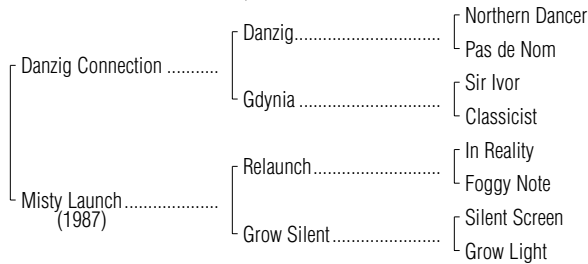 Northern Dancer
Danzig..................................
Pas de Nom
Danzig Connection ...........
Sir Ivor
Gdynia .................................
Classicist
In Reality
Relaunch..............................
Foggy Note
Misty Launch......................
(1987)
Silent Screen
Grow Silent.........................
Grow Light